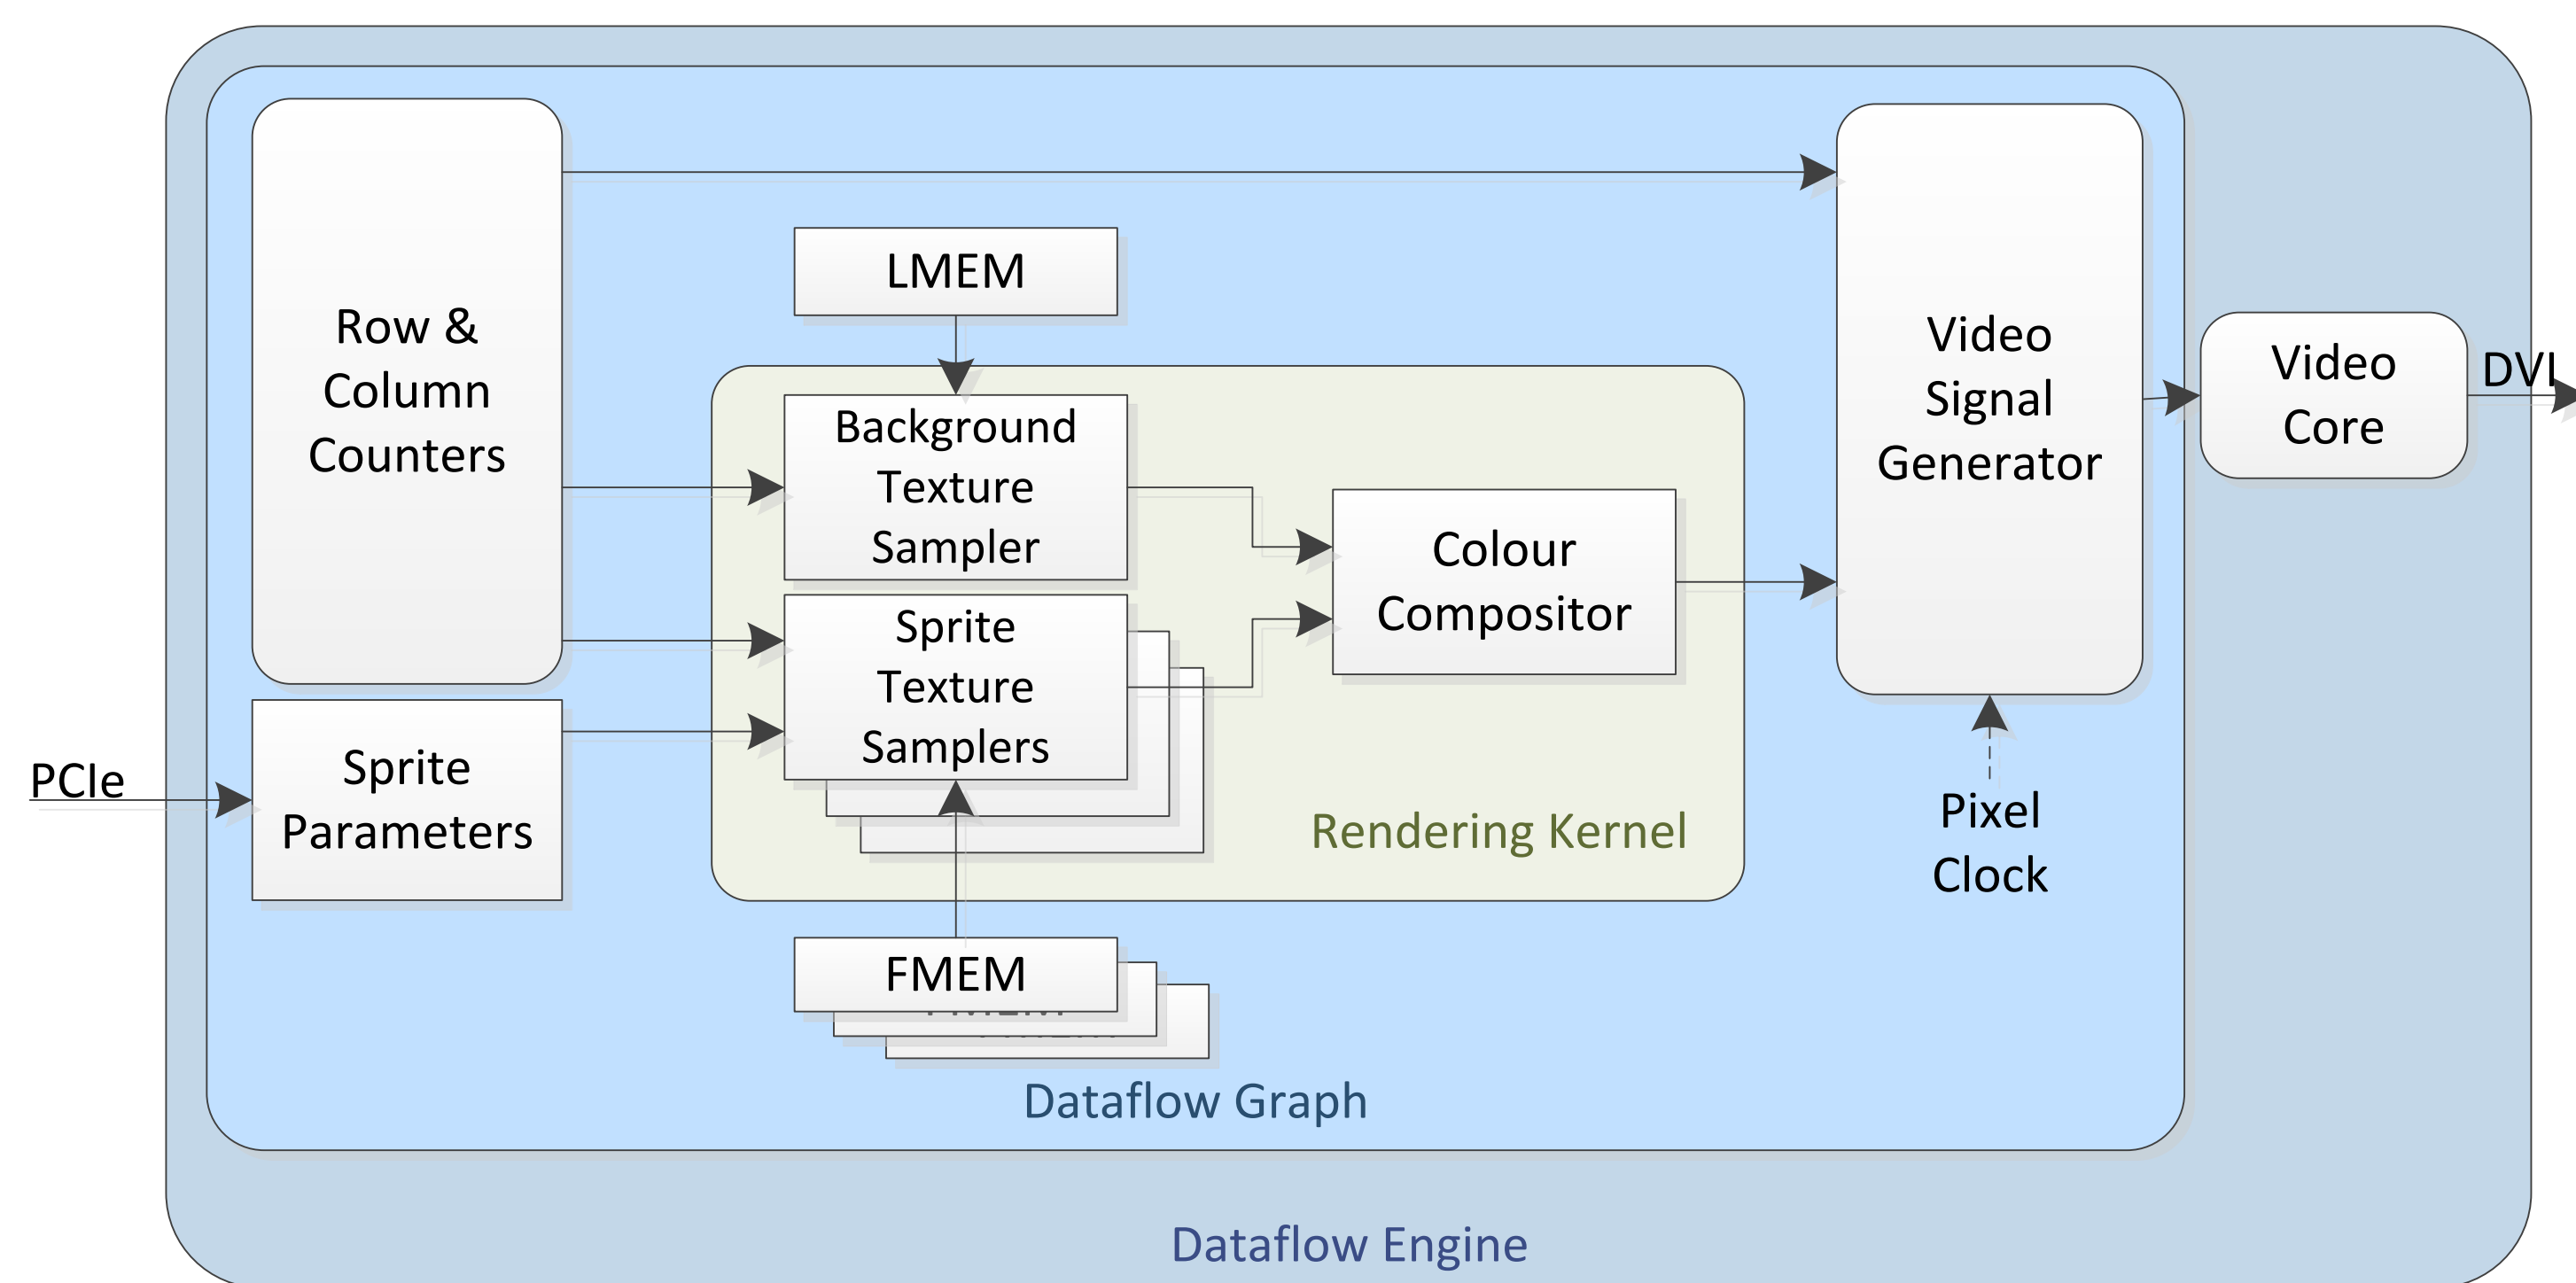 Row &
Column
Counters
LMEM
Background
Texture
Sampler
Sprite
Texture
Samplers
Colour
Compositor
Video
Signal
Generator
Video
Core
DVI
PCIe
Sprite
Parameters
Rendering Kernel
Pixel
Clock
FMEM
Dataflow Graph
Dataflow Engine